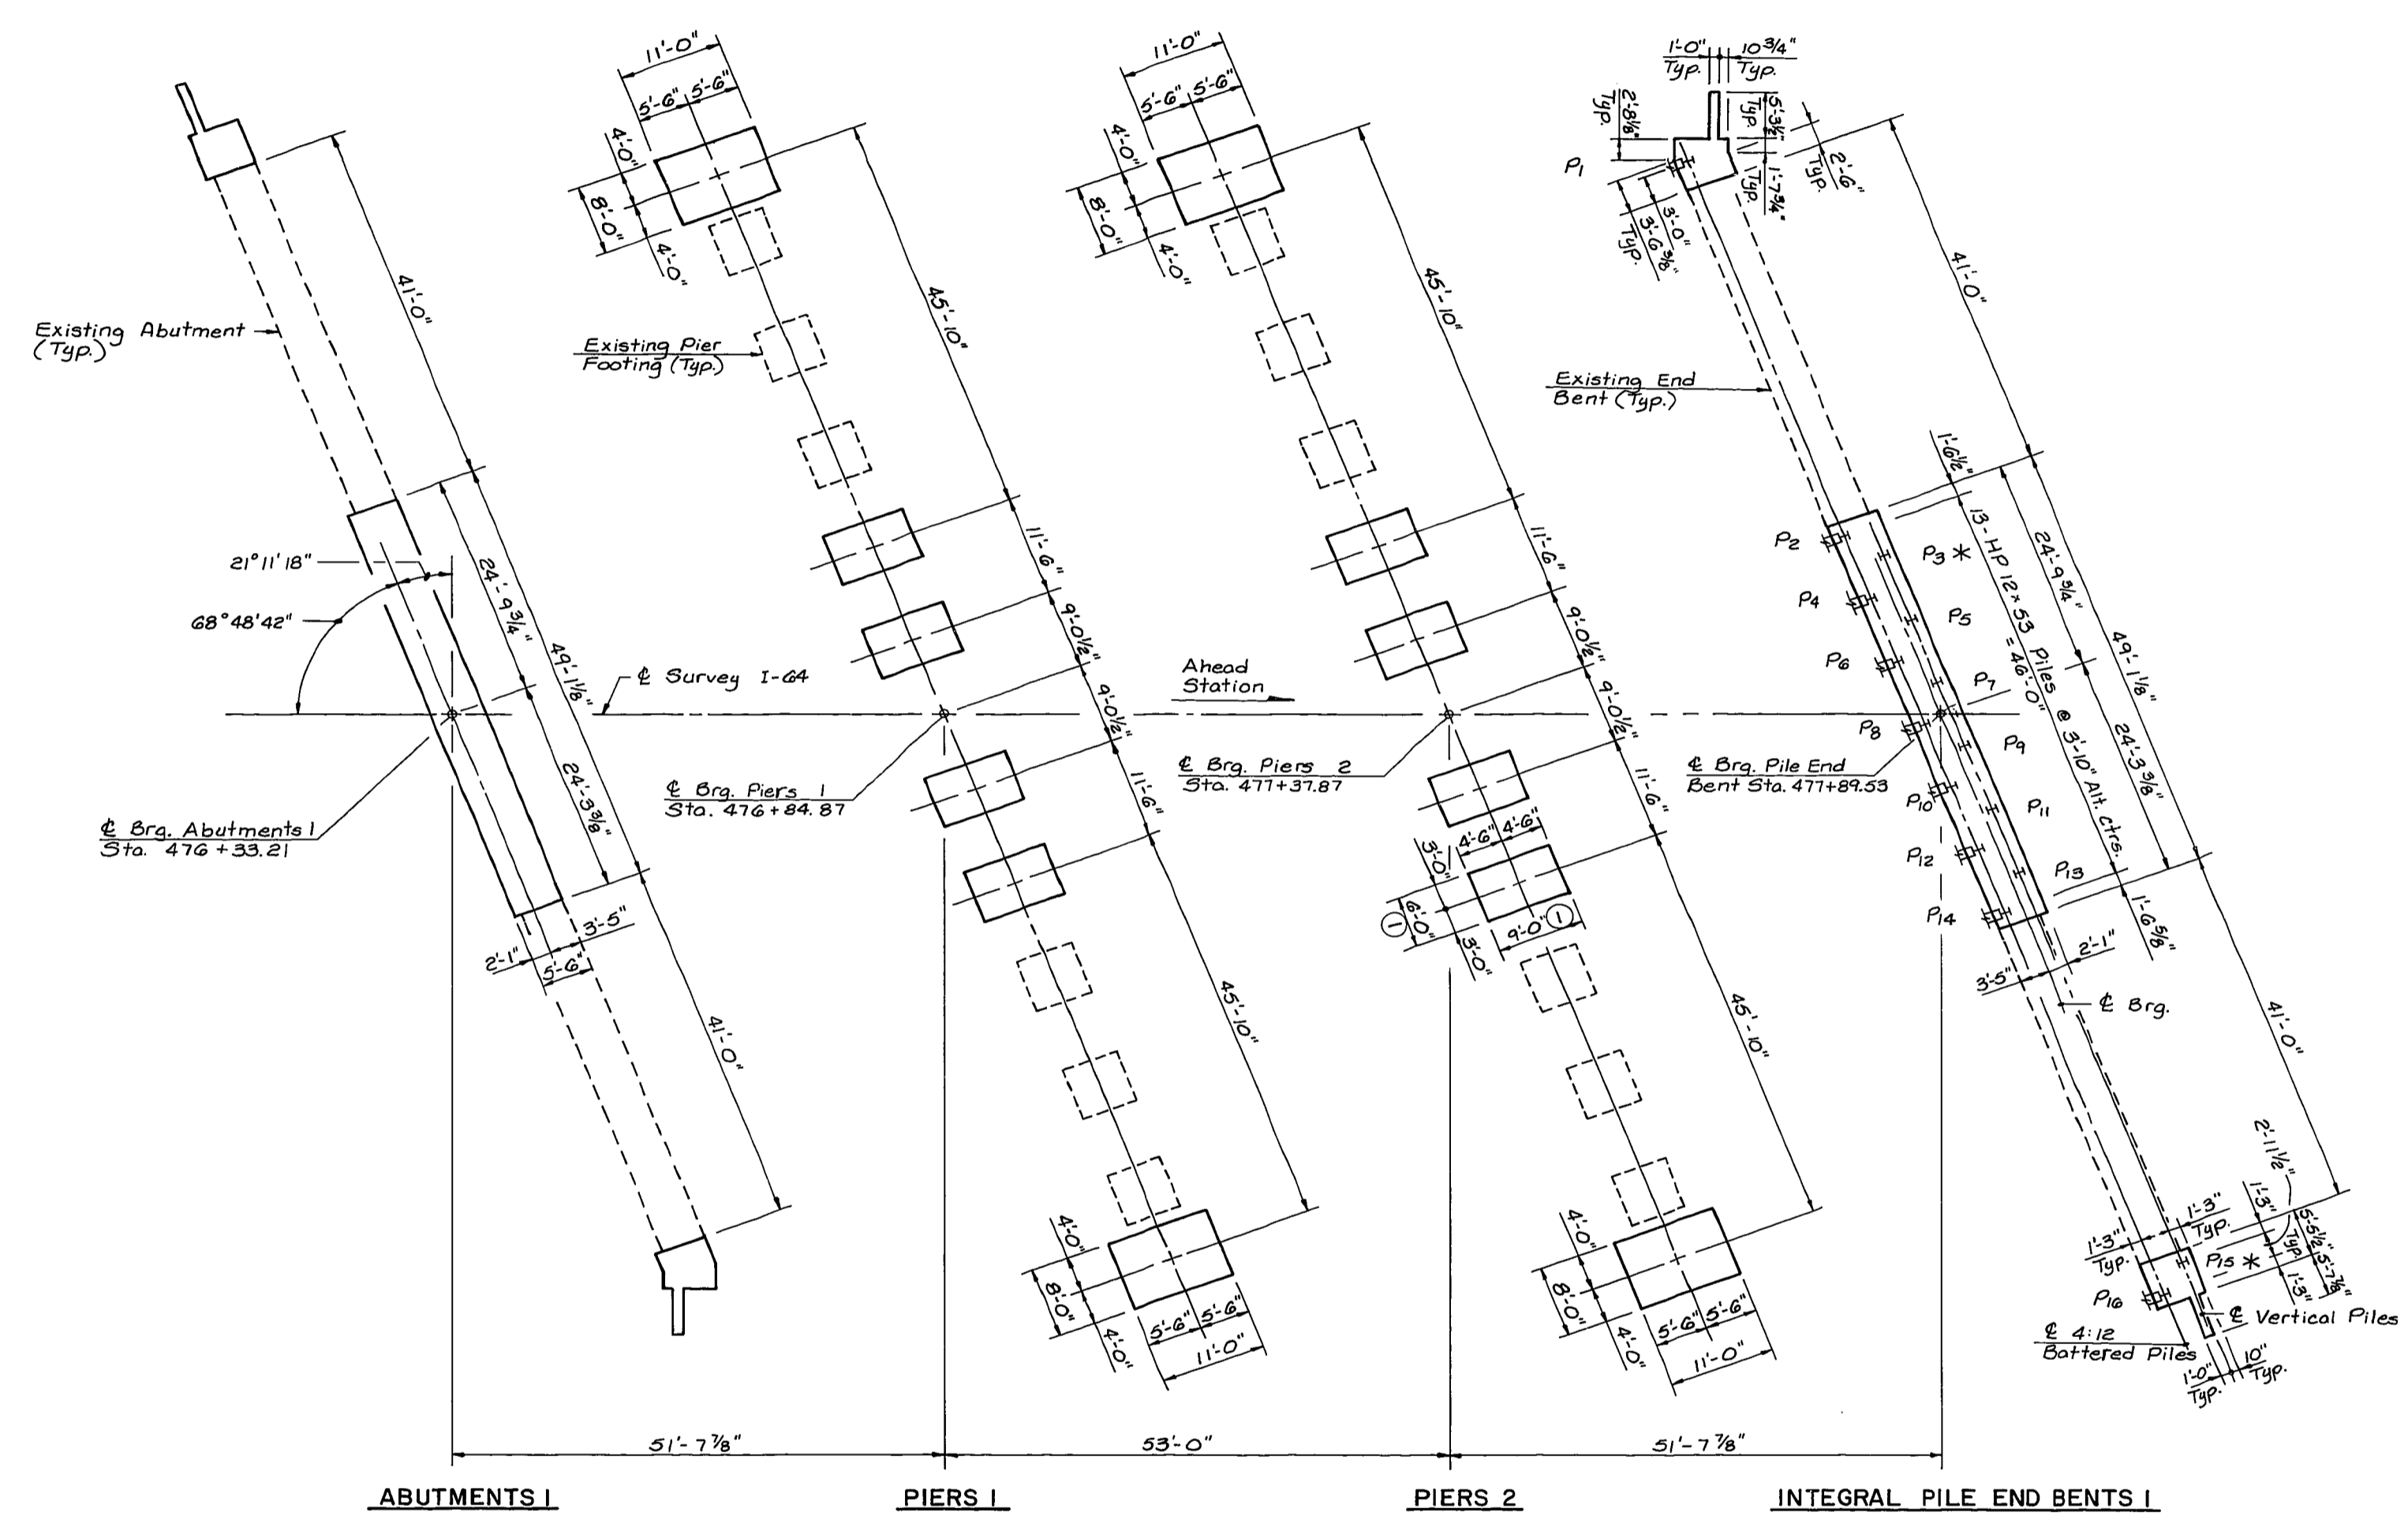 11'-0"
5'-6" 5'-6"
4'-0"
8'-0"
4'-0"
11'-0"
5'-6" 5'-6"
4'-0"
8'-0"
4'-0"
1'-0"
Typ.
10 3/4"
Typ.
2'-8 1/8"
Typ.
5'-3 1/2"
Typ.
1'-7 3/4"
Typ.
2'-6"
Typ.
P1
3'-0"
3'-6 3/8"
Typ.
41'-0"
45'-10"
45'-10"
41'-0"
Existing Abutment
(Typ.)
Existing Pier
Footing (Typ.)
Existing End
Bent (Typ.)
21°11'18"
68°48'42"
24'-9 3/4"
49'-1 1/8"
24'-3 3/8"
℄ Survey I-64
Ahead
Station
11'-6"
9'-0 1/2"
9'-0 1/2"
11'-6"
11'-6"
9'-0 1/2"
9'-0 1/2"
11'-6"
1'-6 1/2"
13-HP 12×53 Piles @ 3'-10" Alt. ctrs.
= 46'-0"
24'-9 3/4"
49'-1 1/8"
24'-3 3/8"
1'-6 5/8"
P2
P3 *
P4
P5
P6
P7
P8
P9
P10
P11
P12
P13
P14
℄ Brg. Abutments 1
Sta. 476+33.21
℄ Brg. Piers 1
Sta. 476+84.87
℄ Brg. Piers 2
Sta. 477+37.87
℄ Brg. Pile End
Bent Sta. 477+89.53
4'-6" 4'-6"
3'-0"
6'-0"
1
3'-0"
9'-0"
1
2'-1"
3'-5"
5'-6"
3'-5"
2'-1"
℄ Brg.
41'-0"
45'-10"
45'-10"
41'-0"
4'-0"
8'-0"
4'-0"
5'-6" 5'-6"
11'-0"
4'-0"
8'-0"
4'-0"
5'-6" 5'-6"
11'-0"
2'-11 1/2"
1'-3"
Typ.
1'-3"
Typ.
1'-3"
Typ.
1'-3"
5'-5 1/2"
5'-7 7/8"
P15 *
P16
℄ Vertical Piles
℄ 4:12
Battered Piles
1'-0"
Typ.
10"
Typ.
51'-7 7/8"
53'-0"
51'-7 7/8"
ABUTMENTS 1
PIERS 1
PIERS 2
INTEGRAL PILE END BENTS 1